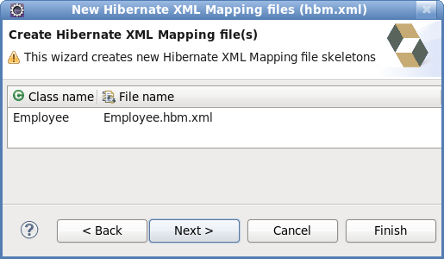 New Hibernate XML Mapping files (hbm.xml)
Create Hibernate XML Mapping file(s)
This wizard creates new Hibernate XML Mapping file skeletons
Class name File name
Employee Employee.hbm.xml
? < Back Next > Cancel Finish